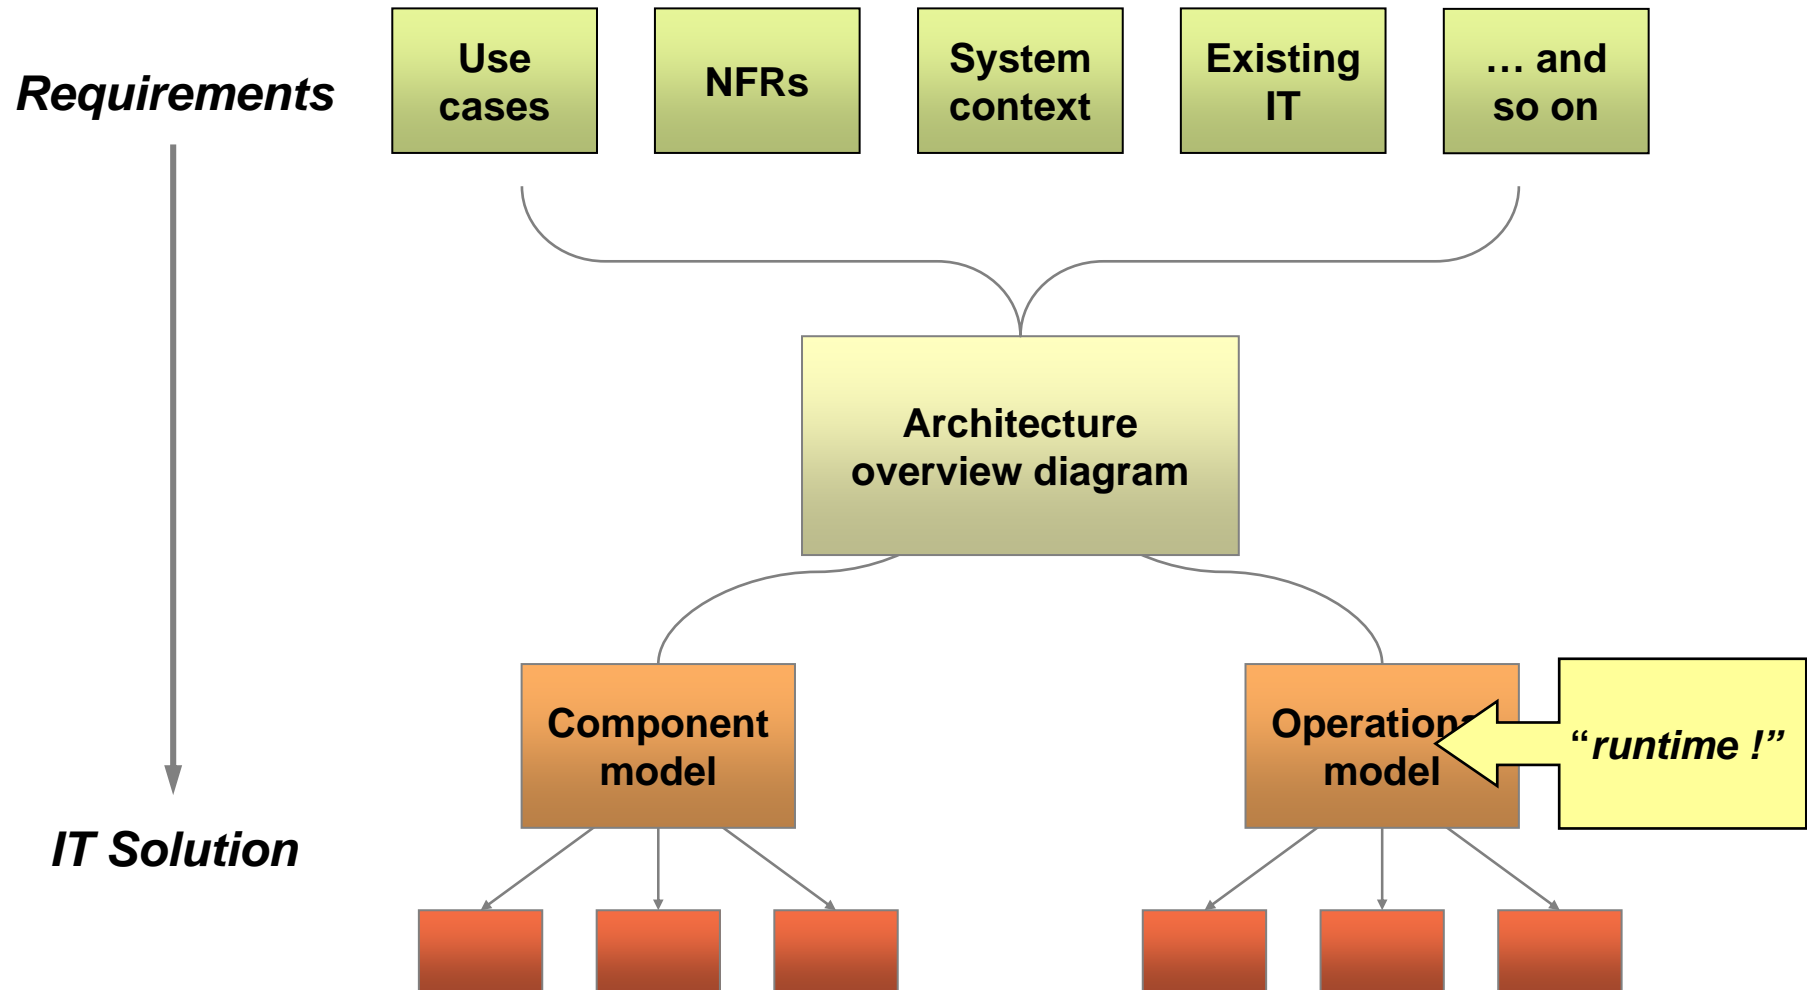 Requirements
Use
cases
NFRs
System
context
Existing
IT
… and
so on
Architecture
overview diagram
Component
model
model
“runtime !”
IT Solution